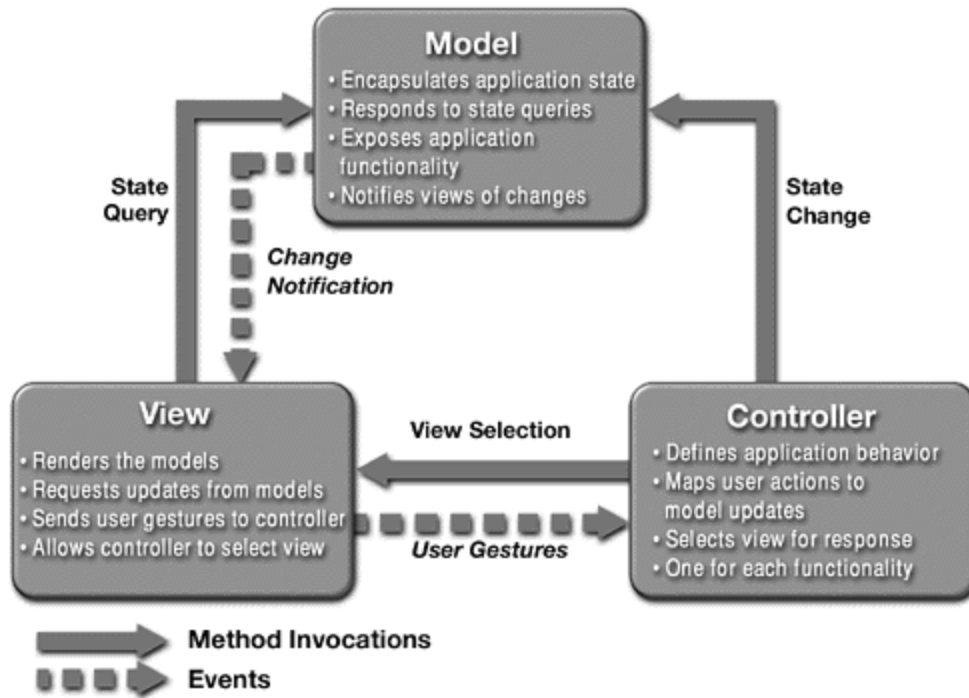 Model
• Encapsulates application state
• Responds to state queries
• Exposes application
functionality
• Notifies views of changes
State
Query
Change
Notification
State
Change
View
• Renders the models
• Requests updates from models
• Sends user gestures to controller
• Allows controller to select view
View Selection
User Gestures
Controller
• Defines application behavior
• Maps user actions to
model updates
• Selects view for response
• One for each functionality
Method Invocations
Events